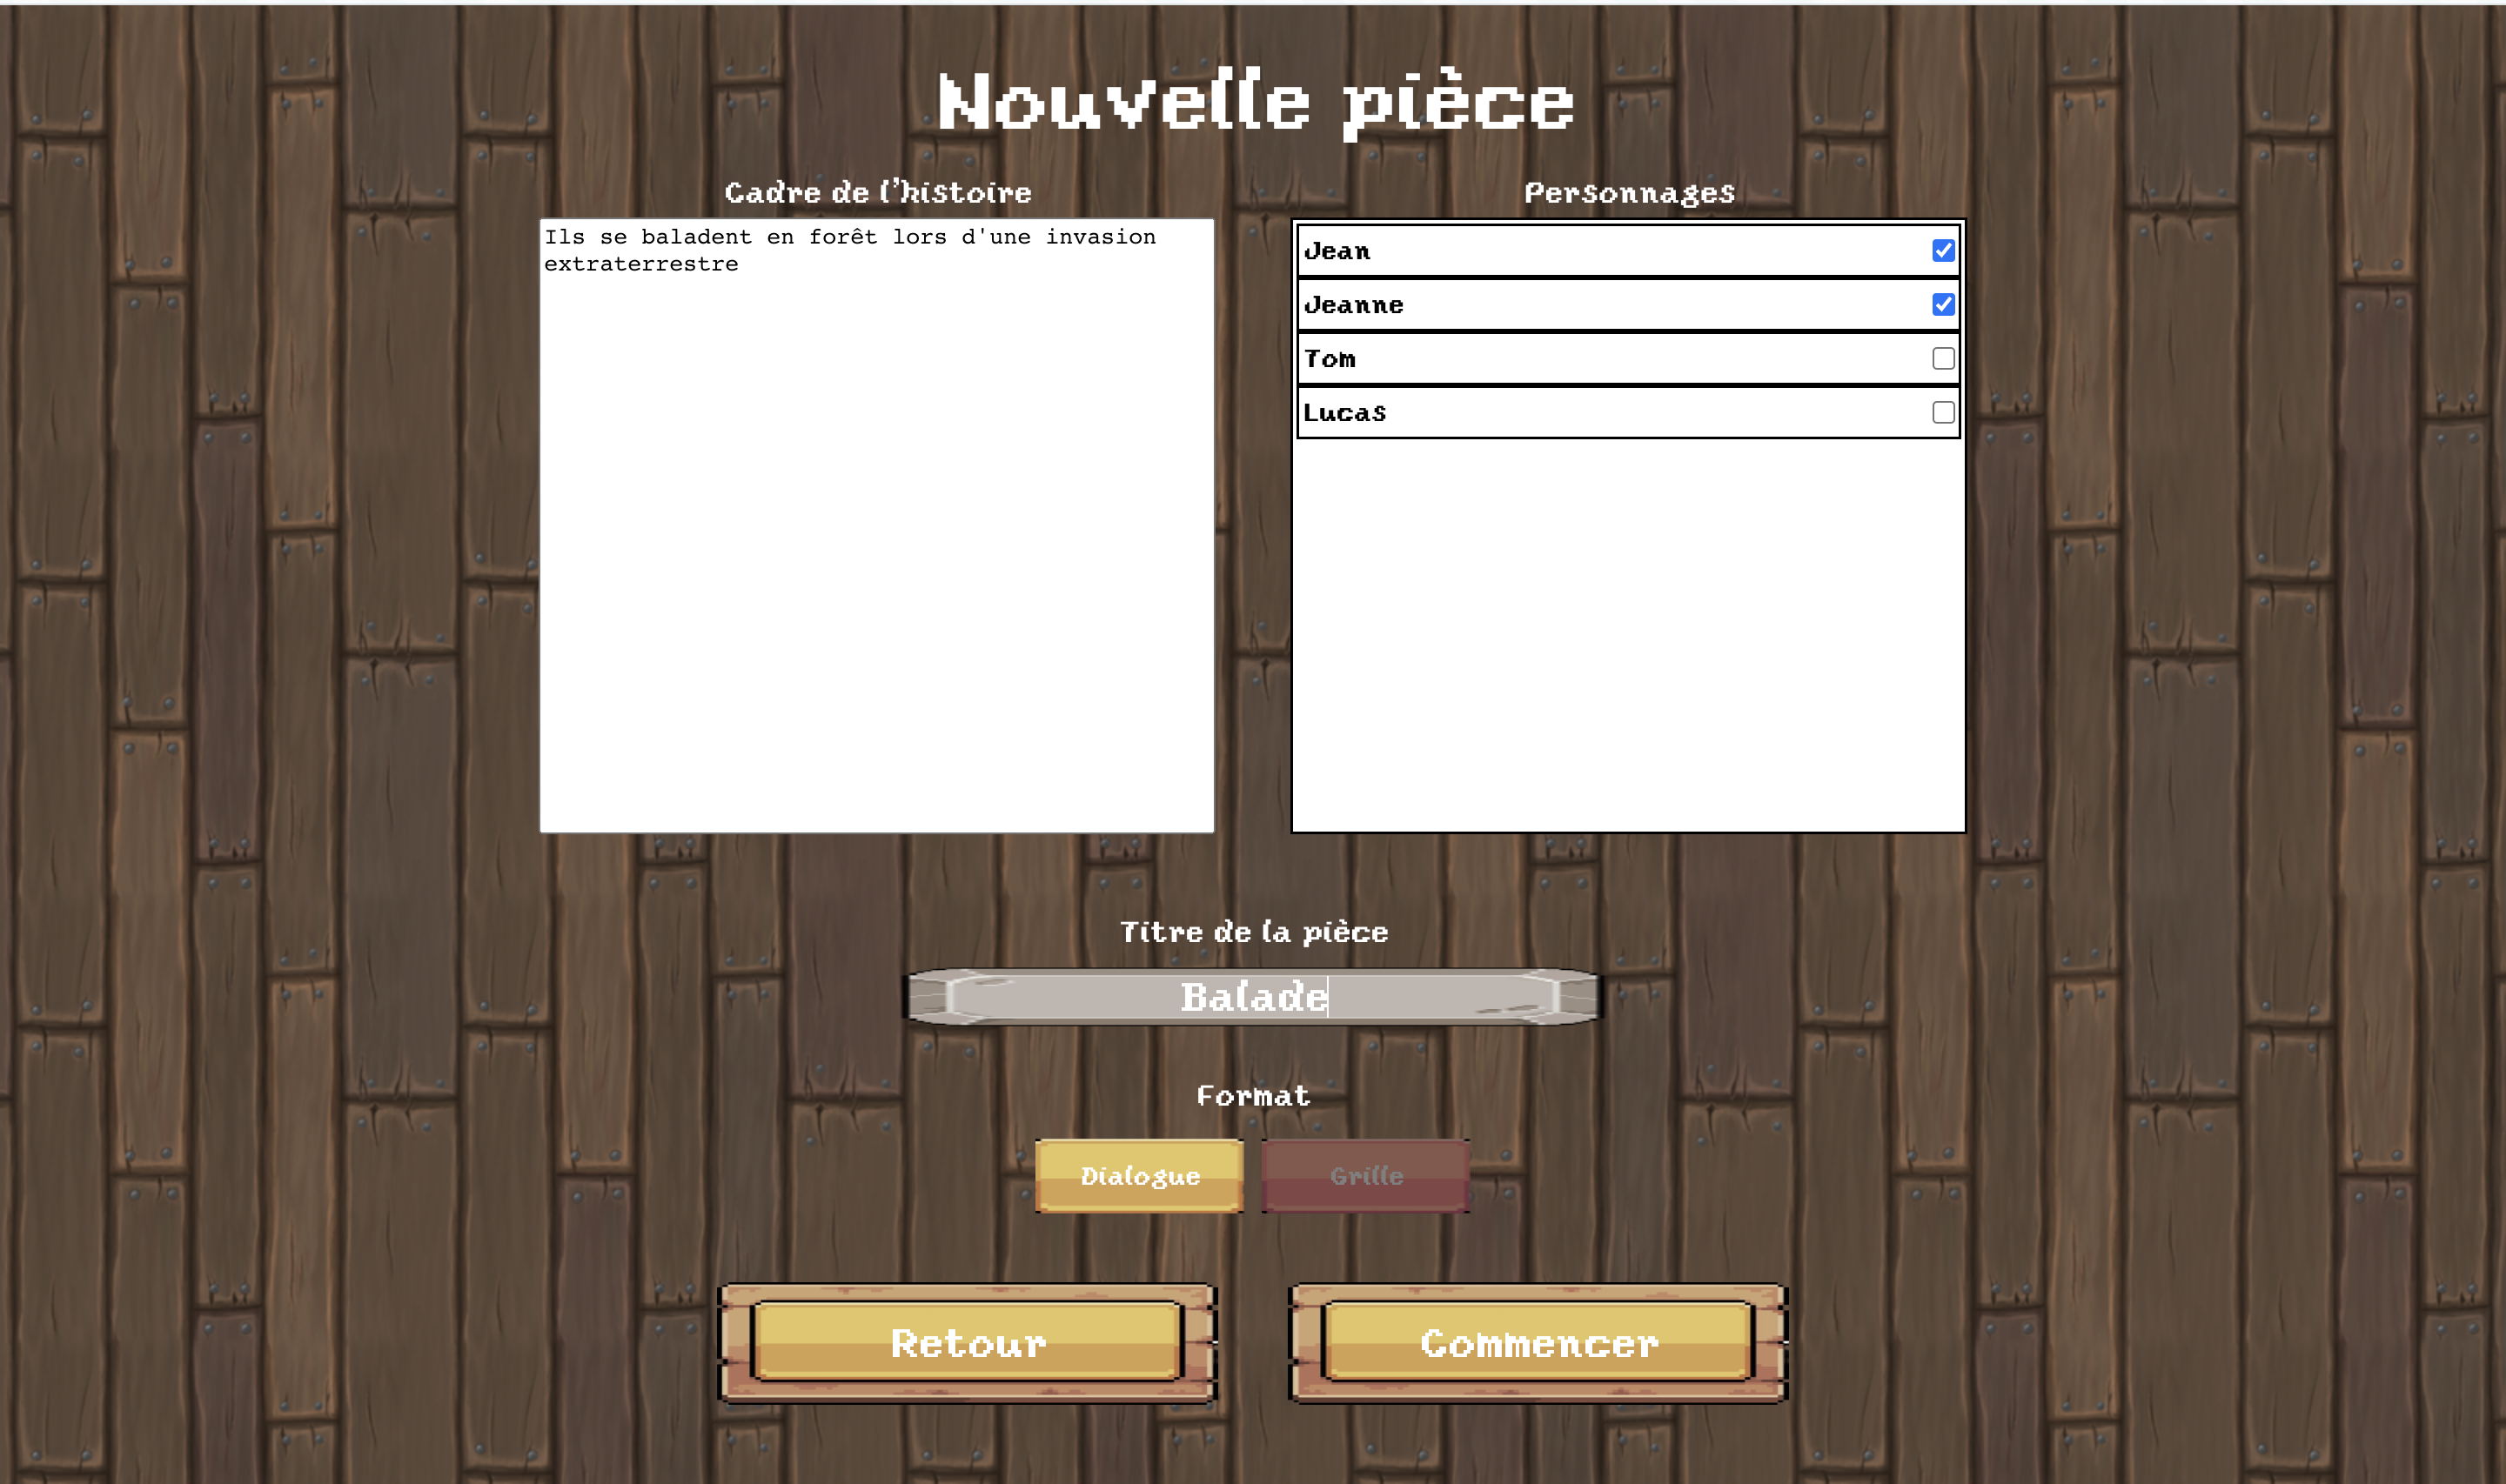 Nouvelle pièce
Cadre de l'histoire
Ils se baladent en forêt lors d'une invasion
extraterrestre
Personnages
Jean
Jeanne
Tom
Lucas
Titre de la pièce
Balade
Format
Dialogue
Grille
Retour
Commencer